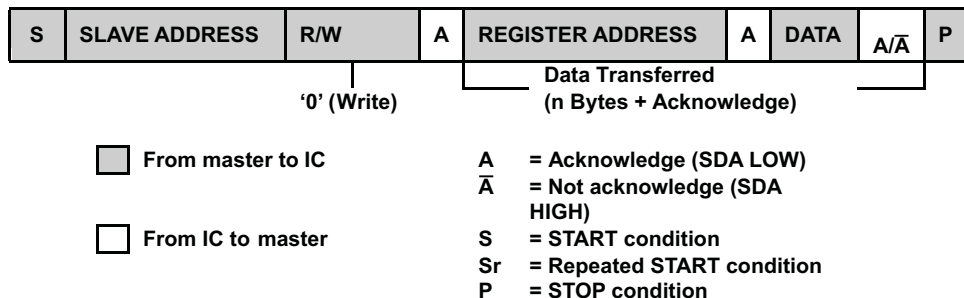 S SLAVE ADDRESS R/W A REGISTER ADDRESS A DATA A/A̅ P
‘0’ (Write)
Data Transferred
(n Bytes + Acknowledge)
From master to IC
From IC to master
A = Acknowledge (SDA LOW)
A̅ = Not acknowledge (SDA
HIGH)
S = START condition
Sr = Repeated START condition
P = STOP condition